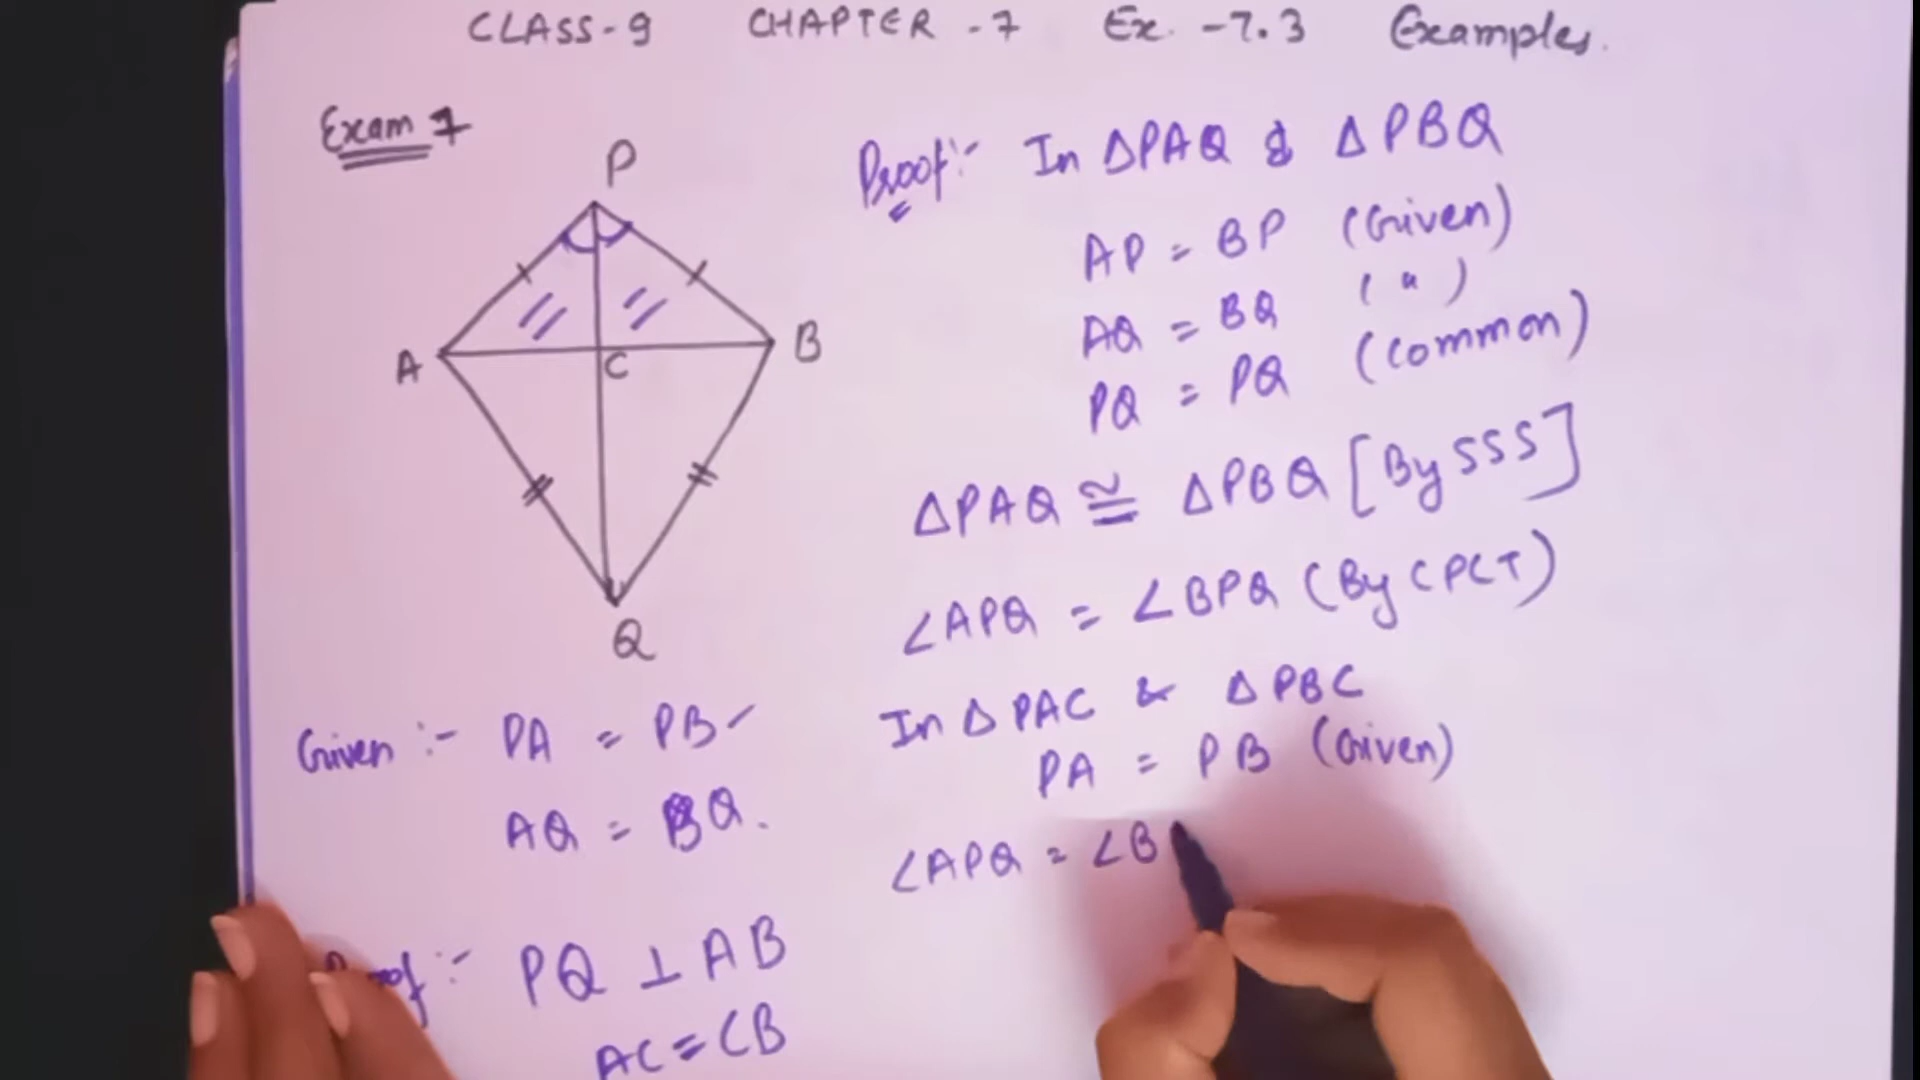 CLASS-9 CHAPTER -7 Ex. -7.3 Examples.
Exam 7
P
A
B
C
Q
Given :- PA = PB
AQ = BQ.
:- PQ ⊥ AB
AC = CB
Proof:- In ΔPAQ & ΔPBQ
AP = BP (Given)
AQ = BQ ( " )
PQ = PQ (common)
ΔPAQ ≅ ΔPBQ [By SSS]
∠APQ = ∠BPQ (By CPCT)
In Δ PAC & Δ PBC
PA = PB (Given)
∠APQ = ∠B